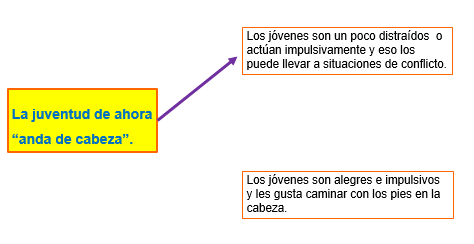 La juventud de ahora
“anda de cabeza”.
Los jóvenes son un poco distraídos o
actúan impulsivamente y eso los
puede llevar a situaciones de conflicto.
Los jóvenes son alegres e impulsivos
y les gusta caminar con los pies en la
cabeza.